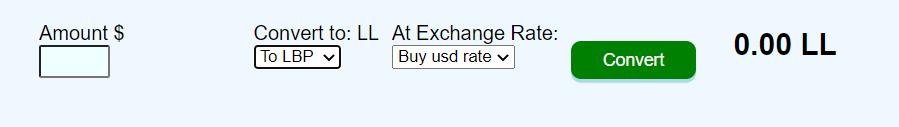 Amount $
Convert to: LL
To LBP
At Exchange Rate:
Buy usd rate
Convert
0.00 LL